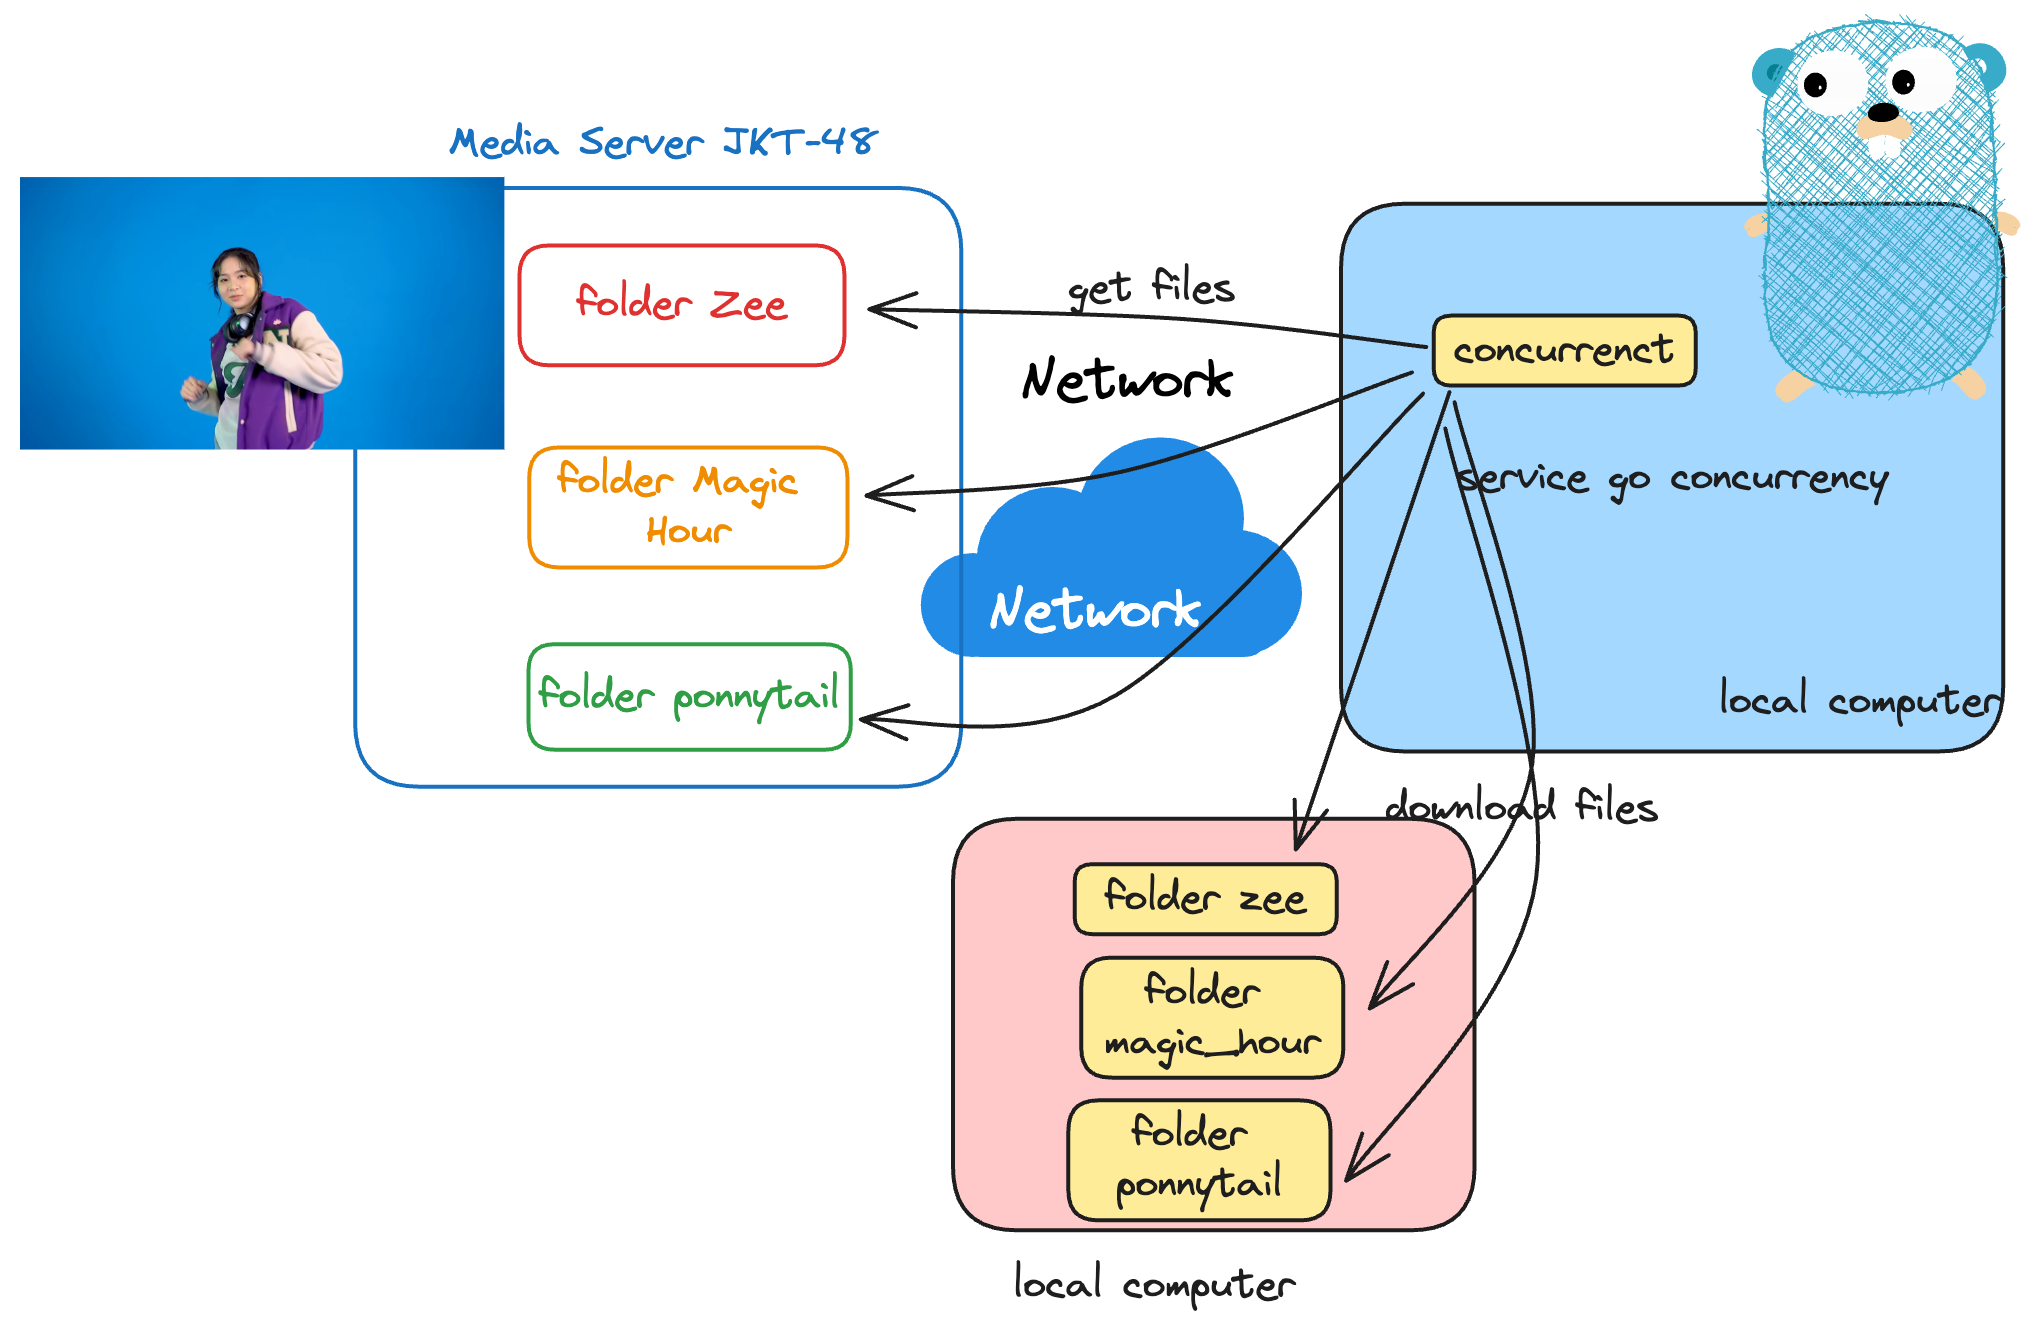 Media Server JKT-48
folder Zee
get files
concurrenct
Network
folder Magic
Hour
service go concurrency
Network
folder ponnytail
local computer
download files
folder zee
folder
magic_hour
folder
ponnytail
local computer